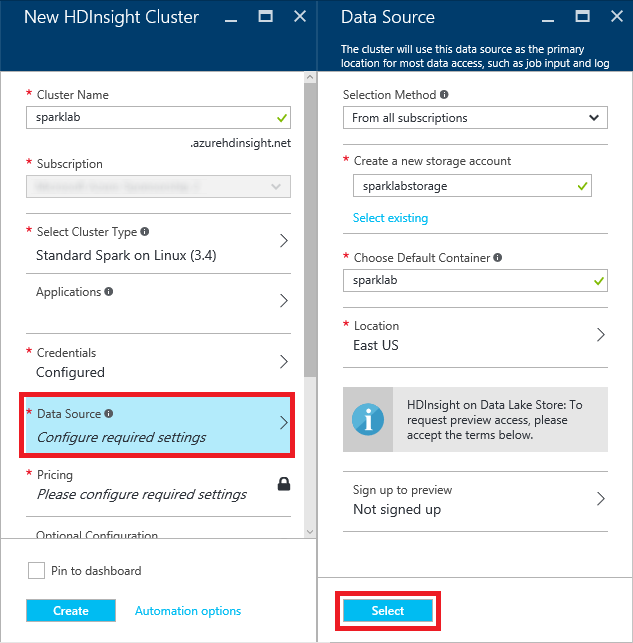 New HDInsight Cluster
* Cluster Name
sparklab
.azurehdinsight.net
* Subscription
* Select Cluster Type
Standard Spark on Linux (3.4)
Applications
* Credentials
Configured
* Data Source
Configure required settings
* Pricing
Please configure required settings
Optional Configuration
Pin to dashboard
Create
Automation options
Data Source
The cluster will use this data source as the primary
location for most data access, such as job input and log
Selection Method
From all subscriptions
* Create a new storage account
sparklabstorage
Select existing
* Choose Default Container
sparklab
* Location
East US
HDInsight on Data Lake Store: To
request preview access, please
accept the terms below.
Sign up to preview
Not signed up
Select